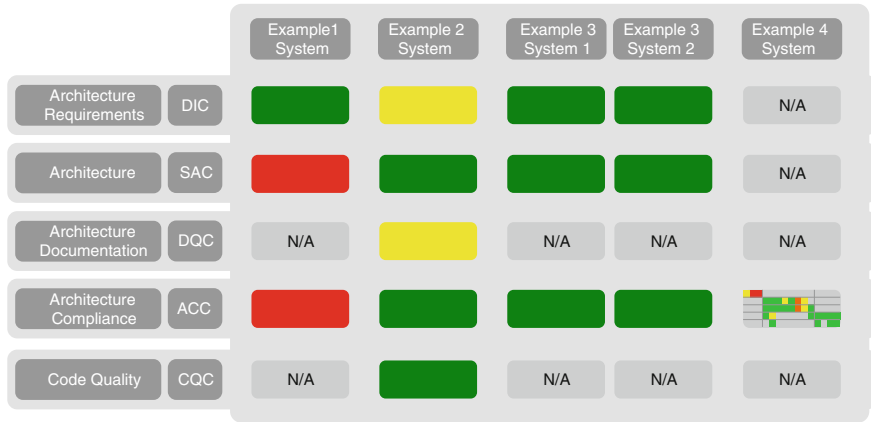 Example1
System
Example 2
System
Example 3
System 1
Example 3
System 2
Example 4
System
Architecture
Requirements
DIC
N/A
Architecture
SAC
N/A
Architecture
Documentation
DQC
N/A
N/A
N/A
N/A
Architecture
Compliance
ACC
Code Quality
CQC
N/A
N/A
N/A
N/A